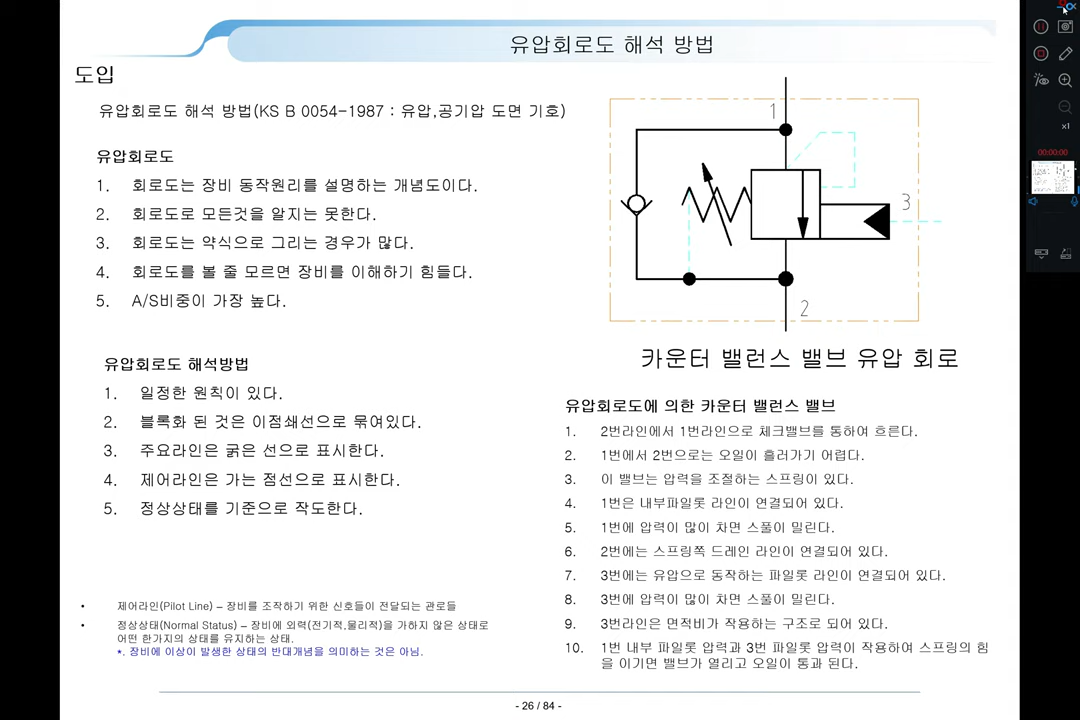 유압회로도 해석 방법
도입
유압회로도 해석 방법(KS B 0054-1987 : 유압,공기압 도면 기호)
유압회로도
1. 회로도는 장비 동작원리를 설명하는 개념도이다.
2. 회로도로 모든것을 알지는 못한다.
3. 회로도는 약식으로 그리는 경우가 많다.
4. 회로도를 볼 줄 모르면 장비를 이해하기 힘들다.
5. A/S비중이 가장 높다.
유압회로도 해석방법
1. 일정한 원칙이 있다.
2. 블록화 된 것은 이점쇄선으로 묶여있다.
3. 주요라인은 굵은 선으로 표시한다.
4. 제어라인은 가는 점선으로 표시한다.
5. 정상상태를 기준으로 작도한다.
• 제어라인(Pilot Line) – 장비를 조작하기 위한 신호들이 전달되는 관로들
• 정상상태(Normal Status) – 장비에 외력(전기적,물리적)을 가하지 않은 상태로
어떤 한가지의 상태를 유지하는 상태.
*. 장비에 이상이 발생한 상태의 반대개념을 의미하는 것은 아님.
1
3
2
카운터 밸런스 밸브 유압 회로
유압회로도에 의한 카운터 밸런스 밸브
1. 2번라인에서 1번라인으로 체크밸브를 통하여 흐른다.
2. 1번에서 2번으로는 오일이 흘러가기 어렵다.
3. 이 밸브는 압력을 조절하는 스프링이 있다.
4. 1번은 내부파일롯 라인이 연결되어 있다.
5. 1번에 압력이 많이 차면 스풀이 밀린다.
6. 2번에는 스프링쪽 드레인 라인이 연결되어 있다.
7. 3번에는 유압으로 동작하는 파일롯 라인이 연결되어 있다.
8. 3번에 압력이 많이 차면 스풀이 밀린다.
9. 3번라인은 면적비가 작용하는 구조로 되어 있다.
10. 1번 내부 파일롯 압력과 3번 파일롯 압력이 작용하여 스프링의 힘
을 이기면 밸브가 열리고 오일이 통과 된다.
- 26 / 84 -
x1
00:00:00